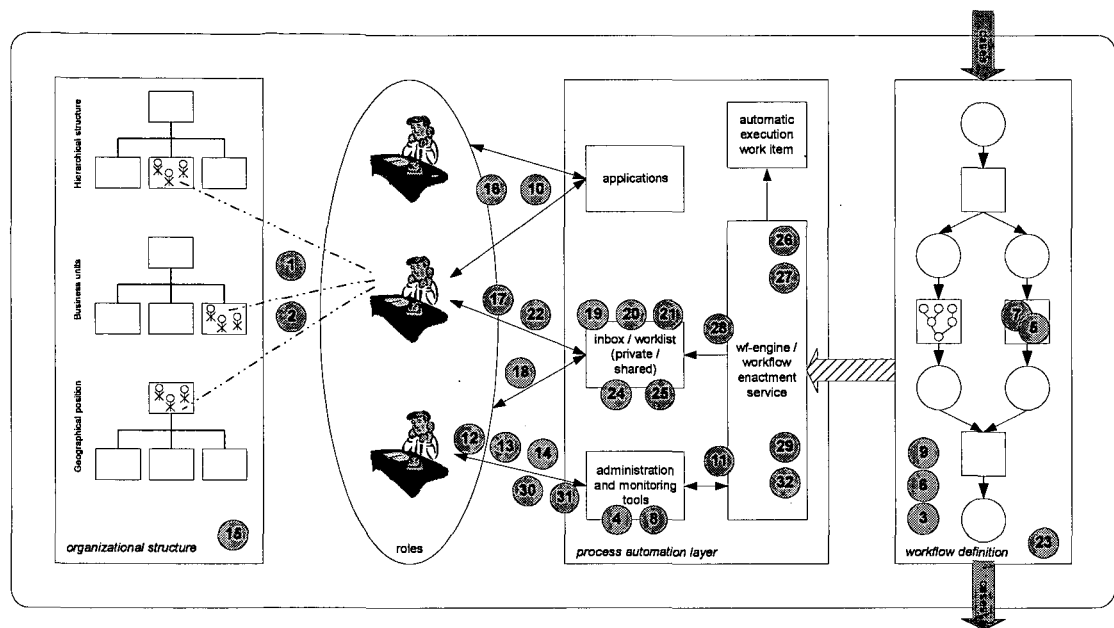 cases
Hierarchical structure
Business units
Geographical position
organizational structure
15
1
2
roles
16
10
17
22
18
12
13
14
30
31
applications
19
20
21
inbox / worklist
(private /
shared)
24
25
administration
and monitoring
tools
4
8
process automation layer
automatic
execution
work item
26
27
28
wf-engine /
workflow
enactment
service
11
29
32
7
5
9
6
3
workflow definition
23
cases